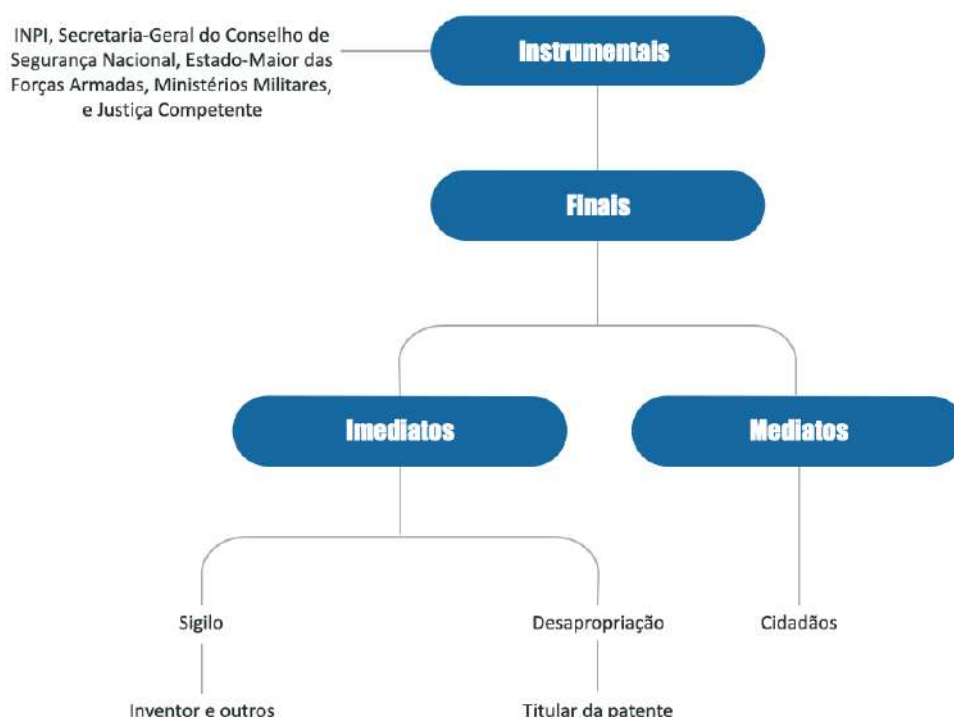 INPI, Secretaria-Geral do Conselho de
Segurança Nacional, Estado-Maior das
Forças Armadas, Ministérios Militares,
e Justiça Competente
Instrumentais
Finais
Imediatos
Mediatos
Sigilo
Desapropriação
Cidadãos
Inventor e outros
Titular da patente